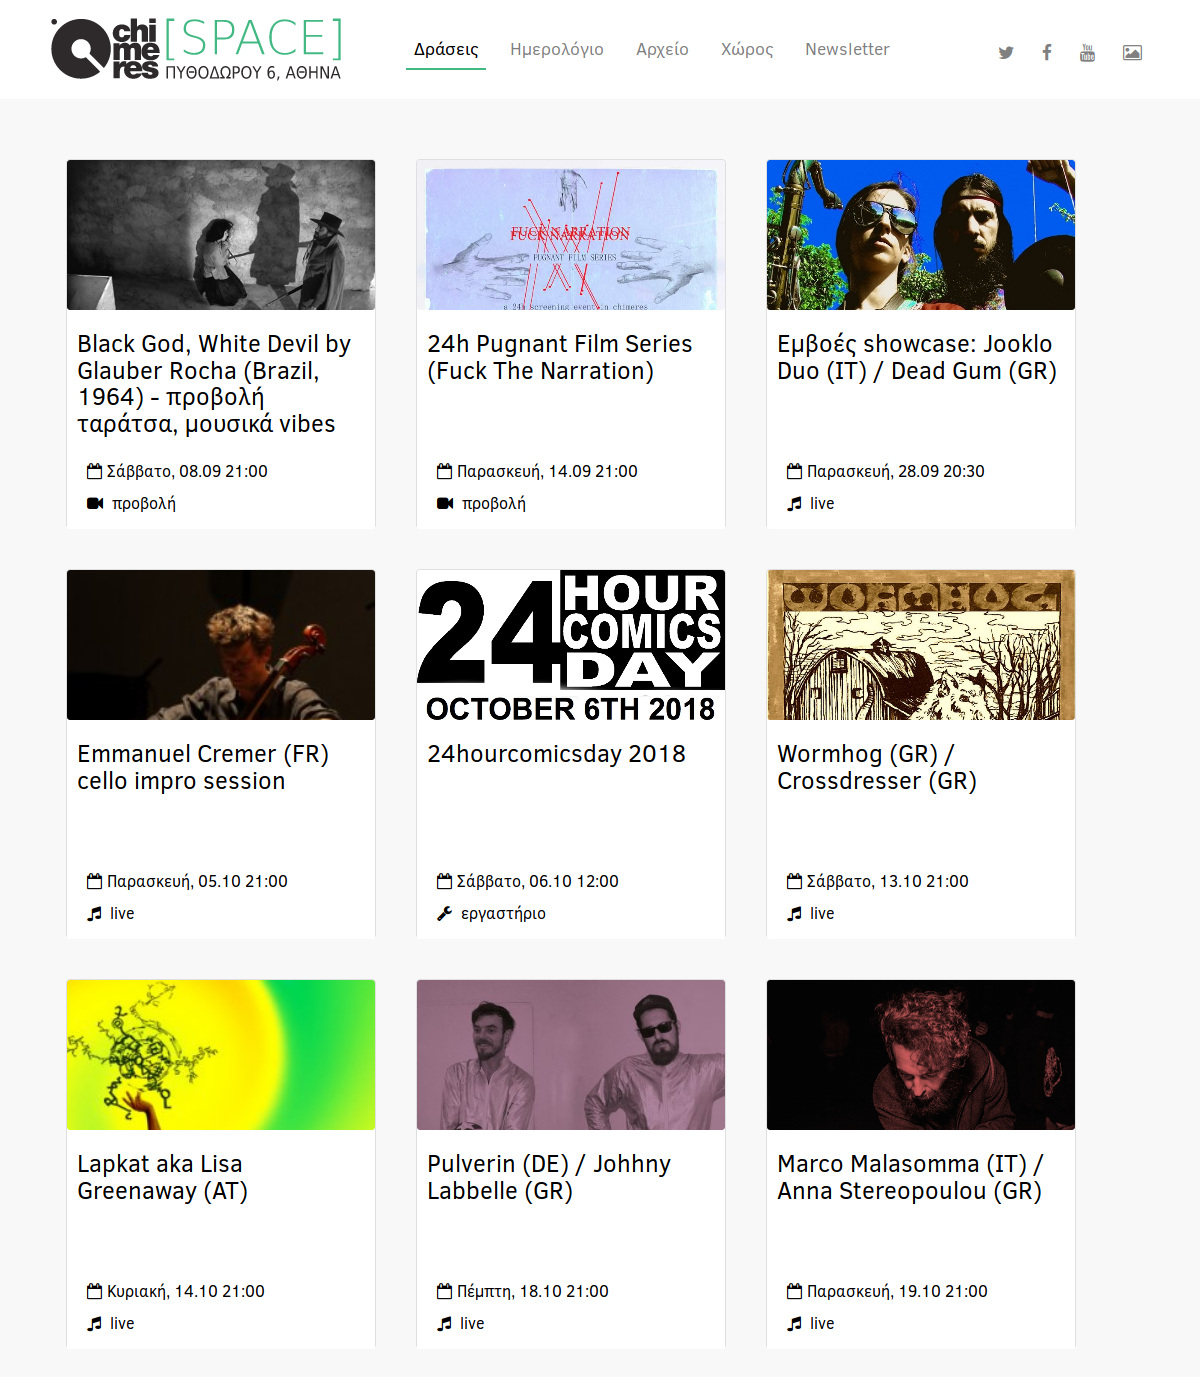 chi
me
res
[SPACE]
ΠΥΘΟΔΩΡΟΥ 6, ΑΘΗΝΑ
Δράσεις Ημερολόγιο Αρχείο Χώρος Newsletter
You
FUCK NARRATION
FUCK NARRATION
PUGNANT FILM SERIES
a 24h screening event in chimeres
Black God, White Devil by
Glauber Rocha (Brazil,
1964) - προβολή
ταράτσα, μουσικά vibes
Σάββατο, 08.09 21:00
προβολή
24h Pugnant Film Series
(Fuck The Narration)
Παρασκευή, 14.09 21:00
προβολή
Εμβοές showcase: Jooklo
Duo (IT) / Dead Gum (GR)
Παρασκευή, 28.09 20:30
live
Emmanuel Cremer (FR)
cello impro session
Παρασκευή, 05.10 21:00
live
24 HOUR
COMICS
DAY
OCTOBER 6TH 2018
24hourcomicsday 2018
Σάββατο, 06.10 12:00
εργαστήριο
WORMHOG
Wormhog (GR) /
Crossdresser (GR)
Σάββατο, 13.10 21:00
live
Lapkat aka Lisa
Greenaway (AT)
Κυριακή, 14.10 21:00
live
Pulverin (DE) / Johhny
Labbelle (GR)
Πέμπτη, 18.10 21:00
live
Marco Malasomma (IT) /
Anna Stereopoulou (GR)
Παρασκευή, 19.10 21:00
live